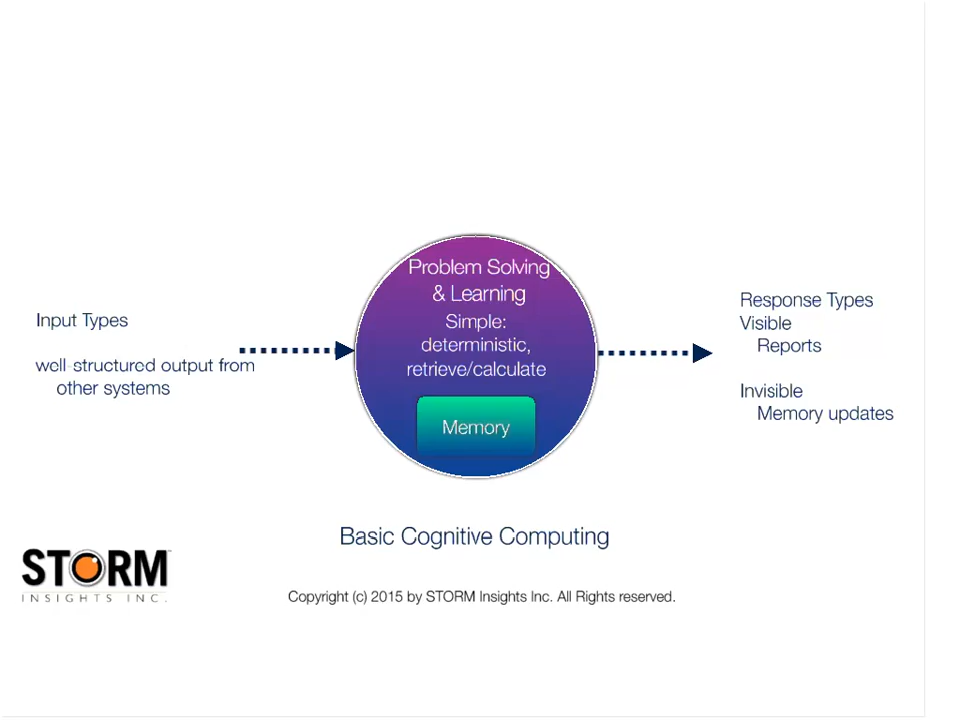 Problem Solving
& Learning
Simple:
deterministic,
retrieve/calculate
Memory
Input Types
well-structured output from
other systems
Response Types
Visible
Reports
Invisible
Memory updates
Basic Cognitive Computing
STORM™
INSIGHTS INC.
Copyright (c) 2015 by STORM Insights Inc. All Rights reserved.